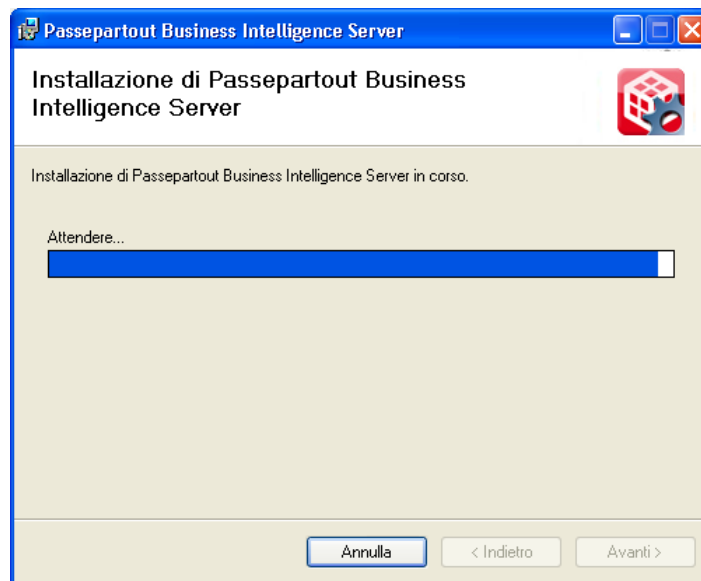 Passepartout Business Intelligence Server
Installazione di Passepartout Business
Intelligence Server
Installazione di Passepartout Business Intelligence Server in corso.
Attendere...
Annulla
< Indietro
Avanti >